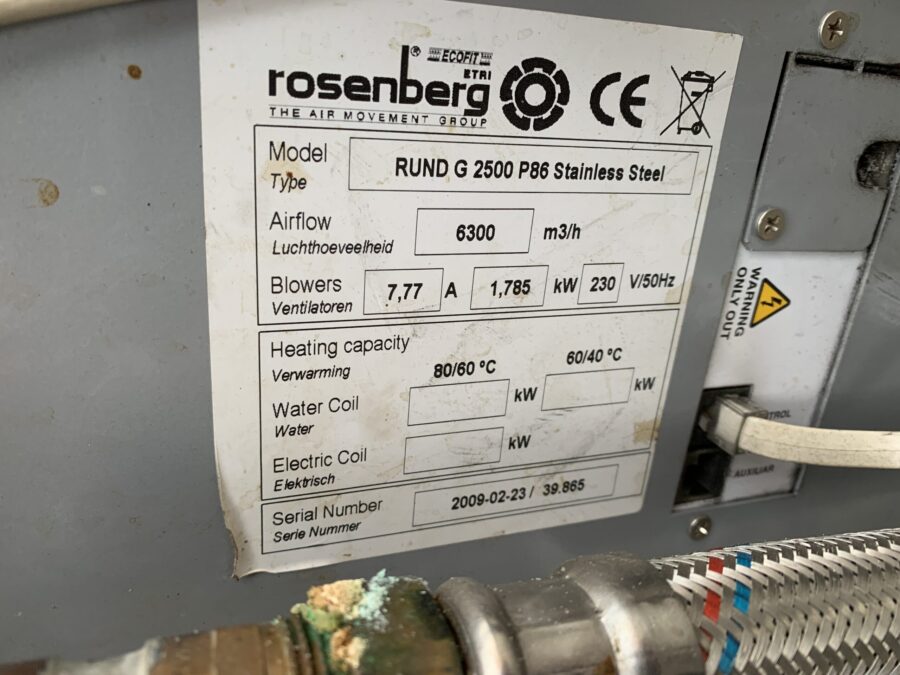 ECOFIT
ETRI
rosenberg®
THE AIR MOVEMENT GROUP
CE
Model
Type
RUND G 2500 P86 Stainless Steel
Airflow
Luchthoeveelheid
6300 m3/h
Blowers
Ventilatoren
7,77 A 1,785 kW 230 V/50Hz
Heating capacity
Verwarming
80/60 ºC 60/40 ºC
Water Coil
Water
kW kW
Electric Coil
Elektrisch
kW
Serial Number
Serie Nummer
2009-02-23 / 39.865
WARNING
ONLY OUT
AUXILIAR